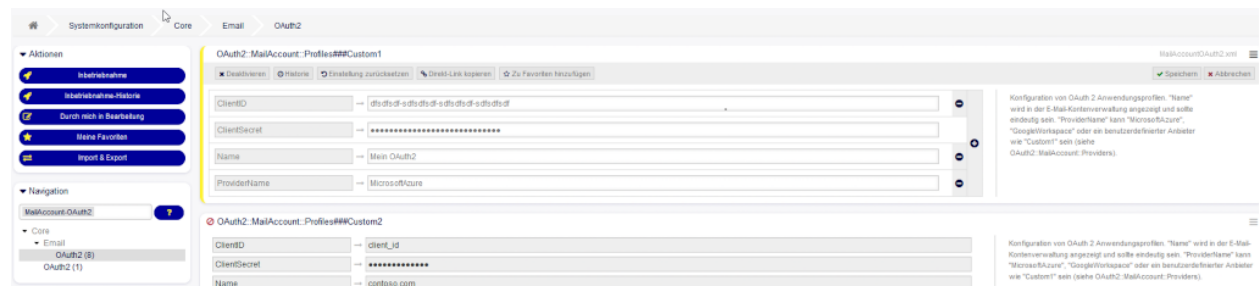 Systemkonfiguration Core Email OAuth2
Aktionen
Inbetriebnahme
Inbetriebnahme-Historie
Durch mich in Bearbeitung
Meine Favoriten
Import & Export
Navigation
MailAccount-OAuth2 ?
Core
Email
OAuth2 (8)
OAuth2 (1)
OAuth2::MailAccount::Profiles###Custom1 MailAccountOAuth2.xml
Deaktivieren Historie Einstellung zurücksetzen Direkt-Link kopieren Zu Favoriten hinzufügen Speichern Abbrechen
ClientID → dfsdfsdf-sdfsdfsdf-sdfsdfsdf-sdfsdfsdf
ClientSecret → ••••••••••••••••••••••••••••
Name → Mein OAuth2
ProviderName → MicrosoftAzure
Konfiguration von OAuth 2 Anwendungsprofilen. "Name"
wird in der E-Mail-Kontenverwaltung angezeigt und sollte
eindeutig sein. "ProviderName" kann "MicrosoftAzure",
"GoogleWorkspace" oder ein benutzerdefinierter Anbieter
wie "Custom1" sein (siehe
OAuth2::MailAccount::Providers).
OAuth2::MailAccount::Profiles###Custom2
ClientID → client_id
ClientSecret → •••••••••••••
Name → contoso.com
Konfiguration von OAuth 2 Anwendungsprofilen. "Name" wird in der E-Mail-
Kontenverwaltung angezeigt und sollte eindeutig sein. "ProviderName" kann
"MicrosoftAzure", "GoogleWorkspace" oder ein benutzerdefinierter Anbieter
wie "Custom1" sein (siehe OAuth2::MailAccount::Providers).